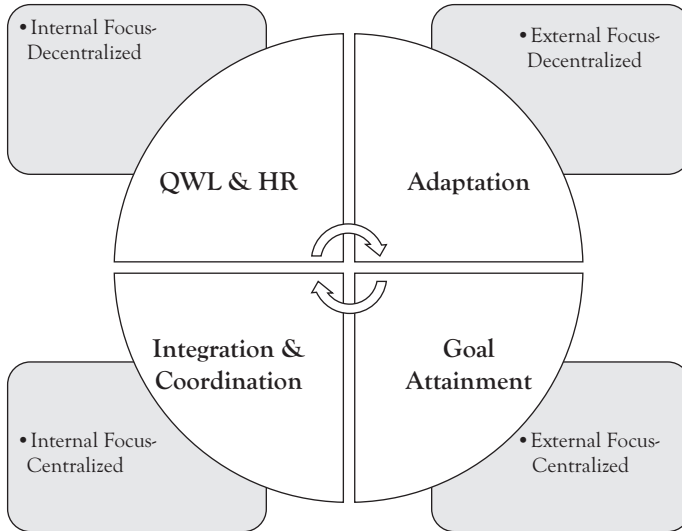 • Internal Focus-
Decentralized
• External Focus-
Decentralized
QWL & HR
Adaptation
Integration &
Coordination
Goal
Attainment
• Internal Focus-
Centralized
• External Focus-
Centralized